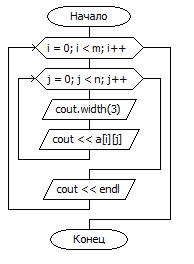 Начало
i = 0; i < m; i++
j = 0; j < n; j++
cout.width(3)
cout << a[i][j]
cout << endl
Конец